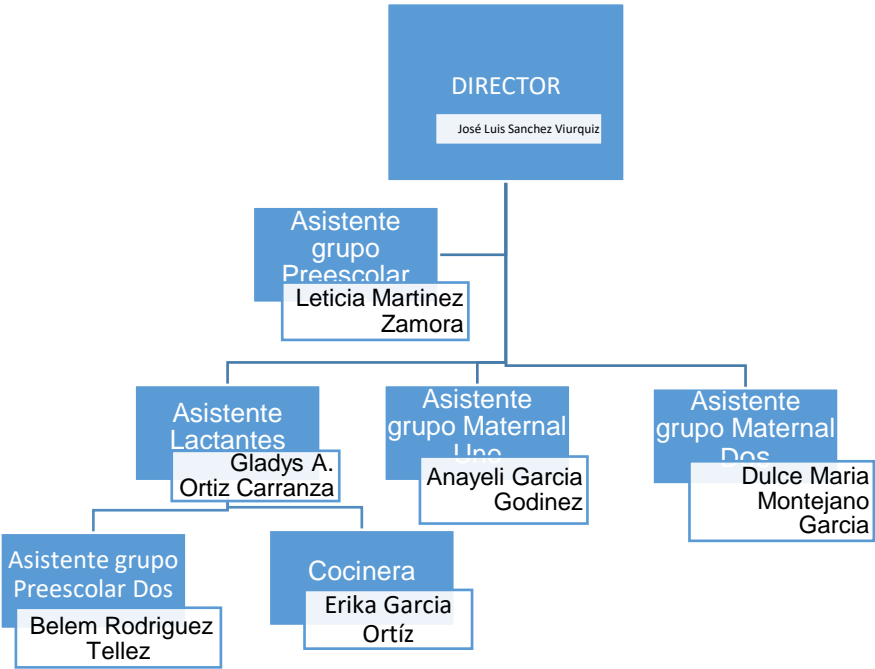 DIRECTOR
José Luis Sanchez Viurquiz
Asistente
grupo
Preescolar
Leticia Martinez
Zamora
Asistente
Lactantes
Gladys A.
Ortiz Carranza
Asistente
grupo Maternal
Uno
Anayeli Garcia
Godinez
Asistente
grupo Maternal
Dos
Dulce Maria
Montejano
Garcia
Asistente grupo
Preescolar Dos
Belem Rodriguez
Tellez
Cocinera
Erika Garcia
Ortíz